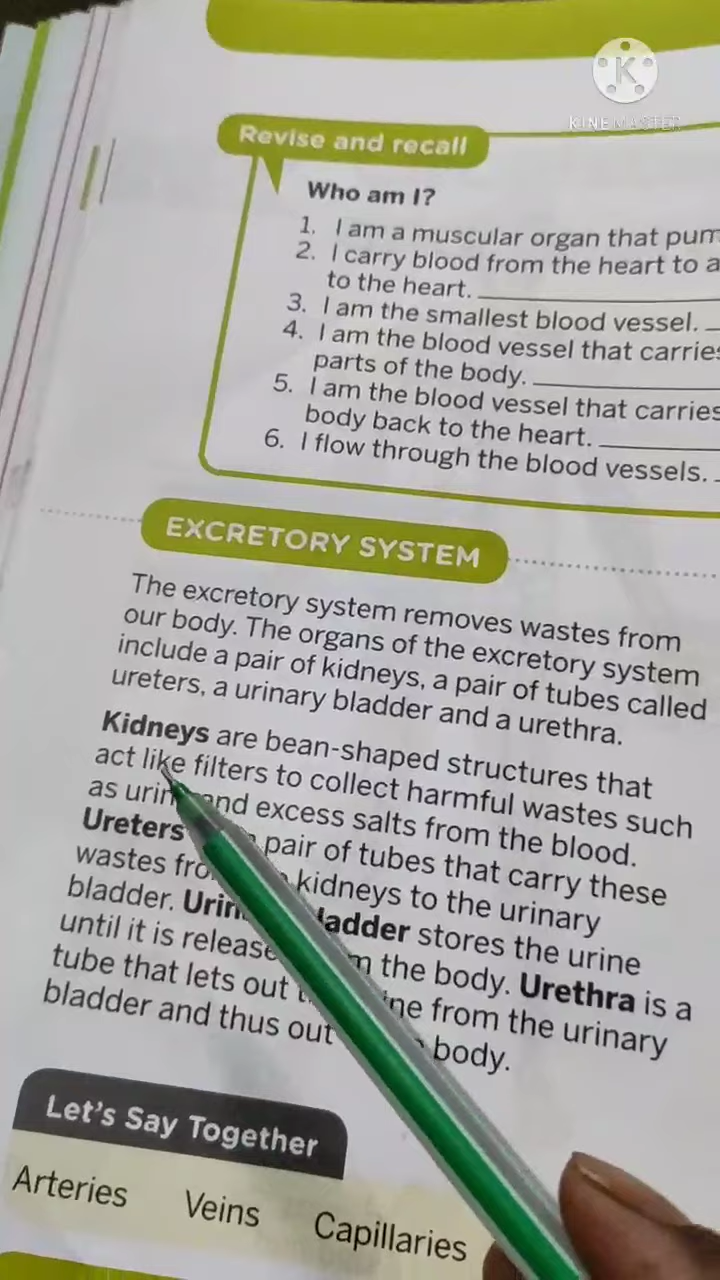 KINEMASTER
Revise and recall
Who am I?
1. I am a muscular organ that pum
2. I carry blood from the heart to a
to the heart.
3. I am the smallest blood vessel.
4. I am the blood vessel that carries
parts of the body.
5. I am the blood vessel that carries
body back to the heart.
6. I flow through the blood vessels.
EXCRETORY SYSTEM
The excretory system removes wastes from
our body. The organs of the excretory system
include a pair of kidneys, a pair of tubes called
ureters, a urinary bladder and a urethra.
Kidneys are bean-shaped structures that
act like filters to collect harmful wastes such
as urin and excess salts from the blood.
Ureters pair of tubes that carry these
wastes fro kidneys to the urinary
bladder. Urin ladder stores the urine
until it is release m the body. Urethra is a
tube that lets out ine from the urinary
bladder and thus out body.
Let's Say Together
Arteries Veins Capillaries